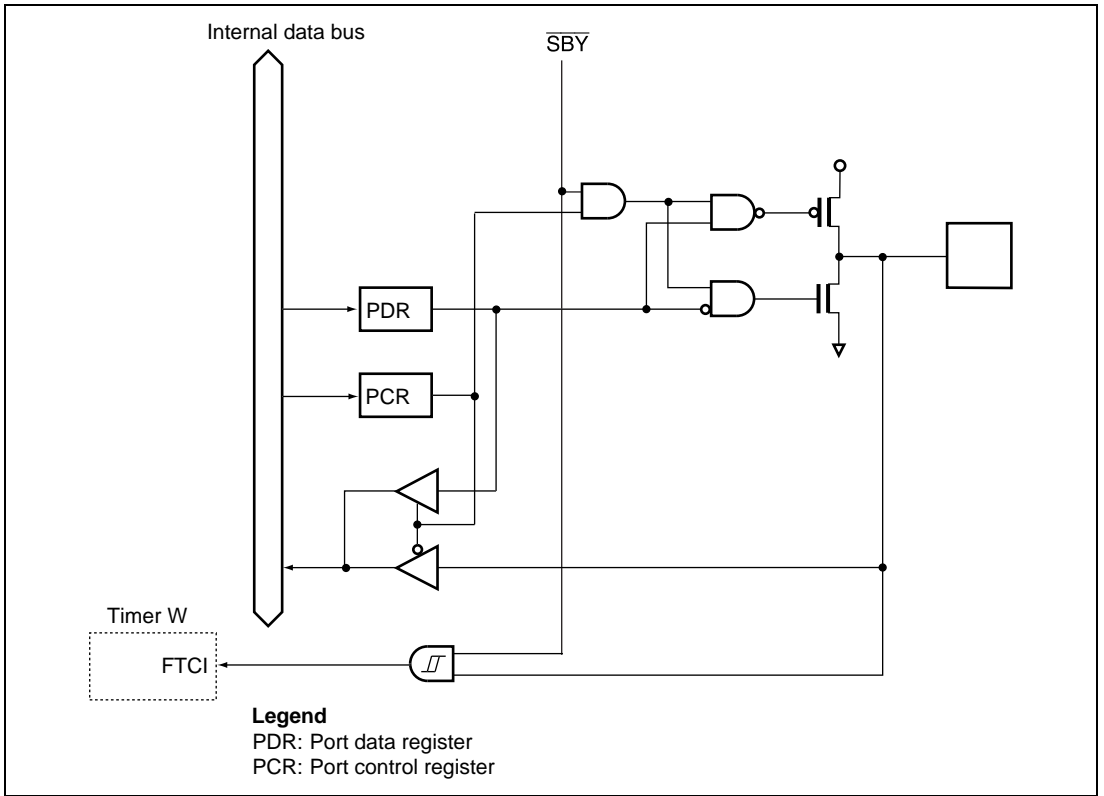 Internal data bus
SBY
PDR
PCR
Timer W
FTCI
Legend
PDR: Port data register
PCR: Port control register